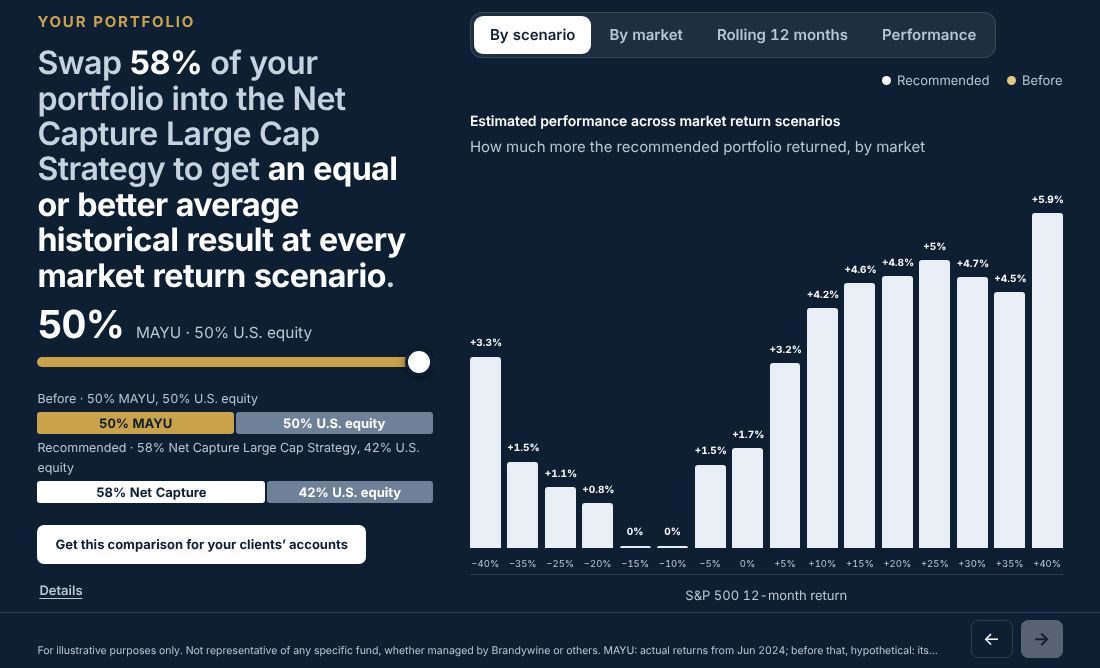 YOUR PORTFOLIO
Swap 58% of your
portfolio into the Net
Capture Large Cap
Strategy to get an equal
or better average
historical result at every
market return scenario.
50% MAYU · 50% U.S. equity
Before · 50% MAYU, 50% U.S. equity
50% MAYU 50% U.S. equity
Recommended · 58% Net Capture Large Cap Strategy, 42% U.S.
equity
58% Net Capture 42% U.S. equity
Get this comparison for your clients’ accounts
Details
By scenario By market Rolling 12 months Performance
Recommended Before
Estimated performance across market return scenarios
How much more the recommended portfolio returned, by market
+3.3% +1.5% +1.1% +0.8% 0% 0% +1.5% +1.7% +3.2% +4.2% +4.6% +4.8% +5% +4.7% +4.5% +5.9%
−40% −35% −25% −20% −15% −10% −5% 0% +5% +10% +15% +20% +25% +30% +35% +40%
S&P 500 12-month return
For illustrative purposes only. Not representative of any specific fund, whether managed by Brandywine or others. MAYU: actual returns from Jun 2024; before that, hypothetical: its...